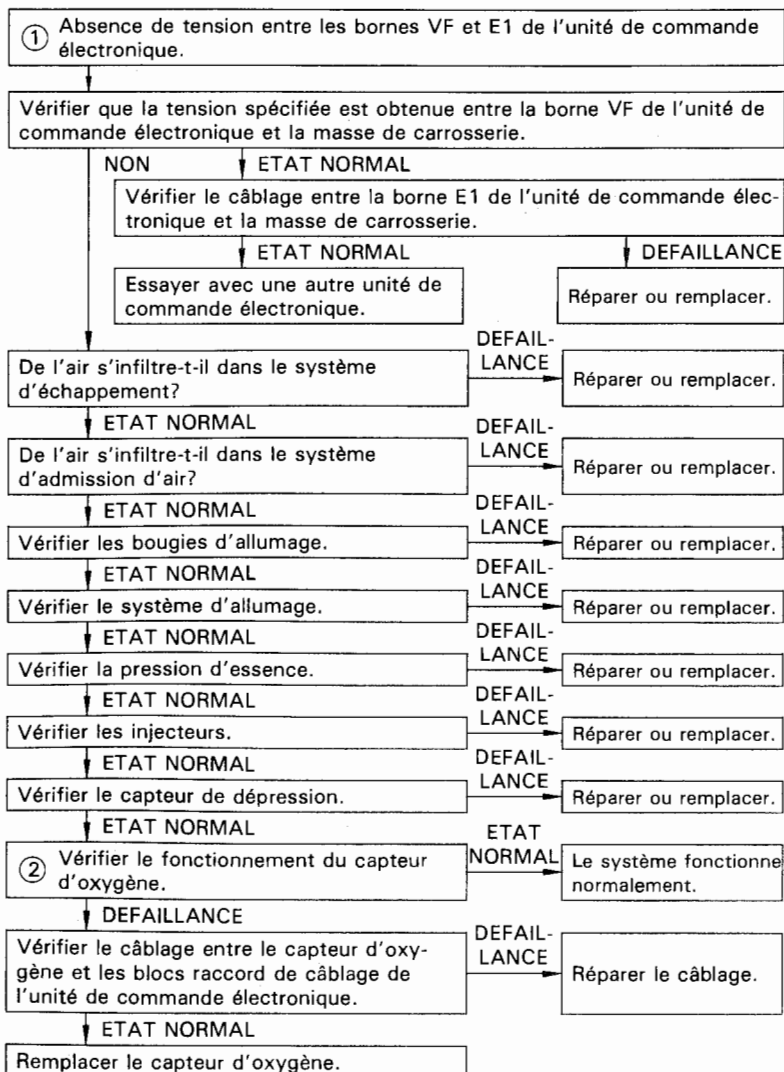 ① Absence de tension entre les bornes VF et E1 de l'unité de commande
électronique.
Vérifier que la tension spécifiée est obtenue entre la borne VF de l'unité de
commande électronique et la masse de carrosserie.
NON
ETAT NORMAL
Vérifier le câblage entre la borne E1 de l'unité de commande élec-
tronique et la masse de carrosserie.
ETAT NORMAL
DEFAILLANCE
Essayer avec une autre unité de
commande électronique.
Réparer ou remplacer.
De l'air s'infiltre-t-il dans le système
d'échappement?
DEFAIL-
LANCE
Réparer ou remplacer.
ETAT NORMAL
De l'air s'infiltre-t-il dans le système
d'admission d'air?
DEFAIL-
LANCE
Réparer ou remplacer.
ETAT NORMAL
Vérifier les bougies d'allumage.
DEFAIL-
LANCE
Réparer ou remplacer.
ETAT NORMAL
Vérifier le système d'allumage.
DEFAIL-
LANCE
Réparer ou remplacer.
ETAT NORMAL
Vérifier la pression d'essence.
DEFAIL-
LANCE
Réparer ou remplacer.
ETAT NORMAL
Vérifier les injecteurs.
DEFAIL-
LANCE
Réparer ou remplacer.
ETAT NORMAL
Vérifier le capteur de dépression.
DEFAIL-
LANCE
Réparer ou remplacer.
ETAT NORMAL
② Vérifier le fonctionnement du capteur
d'oxygène.
ETAT
NORMAL
Le système fonctionne
normalement.
DEFAILLANCE
Vérifier le câblage entre le capteur d'oxy-
gène et les blocs raccord de câblage de
l'unité de commande électronique.
DEFAIL-
LANCE
Réparer le câblage.
ETAT NORMAL
Remplacer le capteur d'oxygène.